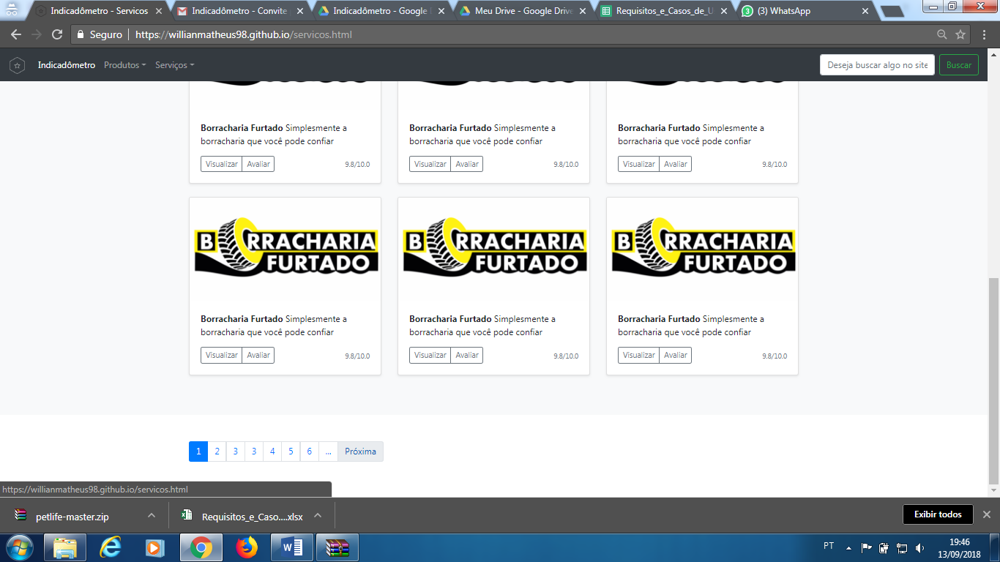 Indicadômetro - Servicos
Indicadômetro - Convite
Indicadômetro - Google
Meu Drive - Google Drive
Requisitos_e_Casos_de_U
(3) WhatsApp
Seguro
https://willianmatheus98.github.io/servicos.html
Indicadômetro
Produtos
Serviços
Deseja buscar algo no site
Buscar
Borracharia Furtado Simplesmente a
borracharia que você pode confiar
Visualizar
Avaliar
9.8/10.0
Borracharia Furtado Simplesmente a
borracharia que você pode confiar
Visualizar
Avaliar
9.8/10.0
Borracharia Furtado Simplesmente a
borracharia que você pode confiar
Visualizar
Avaliar
9.8/10.0
BORRACHARIA
FURTADO
Borracharia Furtado Simplesmente a
borracharia que você pode confiar
Visualizar
Avaliar
9.8/10.0
BORRACHARIA
FURTADO
Borracharia Furtado Simplesmente a
borracharia que você pode confiar
Visualizar
Avaliar
9.8/10.0
BORRACHARIA
FURTADO
Borracharia Furtado Simplesmente a
borracharia que você pode confiar
Visualizar
Avaliar
9.8/10.0
1 2 3 3 4 5 6 ... Próxima
https://willianmatheus98.github.io/servicos.html
petlife-master.zip
Requisitos_e_Caso....xlsx
Exibir todos
PT
19:46
13/09/2018